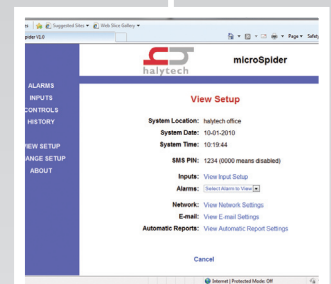 Suggested Sites ▾ Web Slice Gallery ▾
pider V1.0
Page ▾ Safety
halytech
microSpider
ALARMS
INPUTS
CONTROLS
HISTORY
VIEW SETUP
ANGE SETUP
ABOUT
View Setup
System Location: halytech office
System Date: 10-01-2010
System Time: 10:19:44
SMS PIN: 1234 (0000 means disabled)
Inputs: View Input Setup
Alarms: Select Alarm to View
Network: View Network Settings
E-mail: View E-mail Settings
Automatic Reports: View Automatic Report Settings
Cancel
Internet | Protected Mode: Off